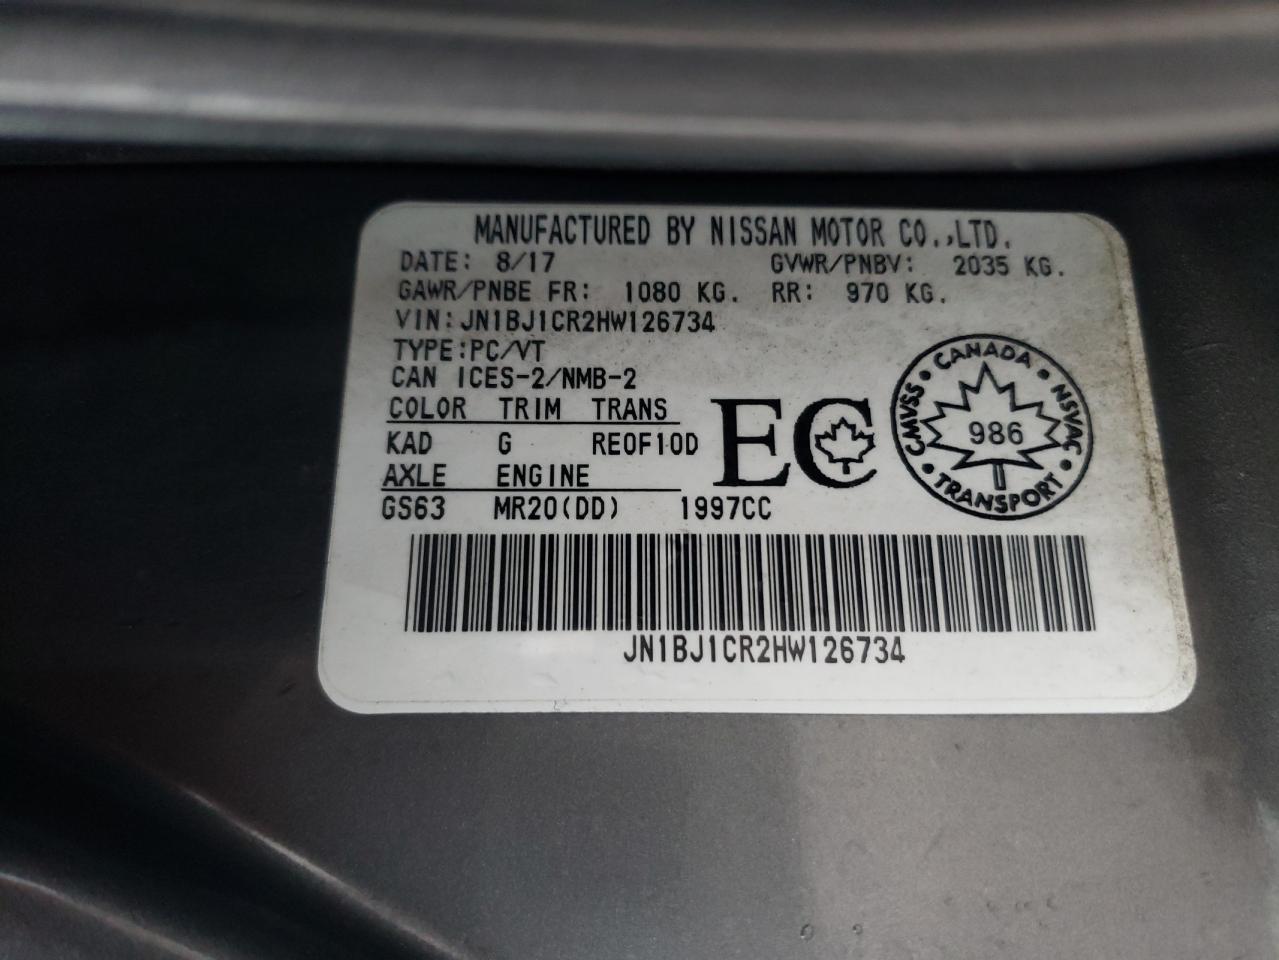 MANUFACTURED BY NISSAN MOTOR CO.,LTD.
DATE: 8/17 GVWR/PNBV: 2035 KG.
GAWR/PNBE FR: 1080 KG. RR: 970 KG.
VIN:JN1BJ1CR2HW126734
TYPE:PC/VT
CAN ICES-2/NMB-2
COLOR TRIM TRANS
KAD G RE0F10D
AXLE ENGINE
GS63 MR20(DD) 1997CC
EC
CANADA
CMVSS 986 NSVAC
TRANSPORT
JN1BJ1CR2HW126734